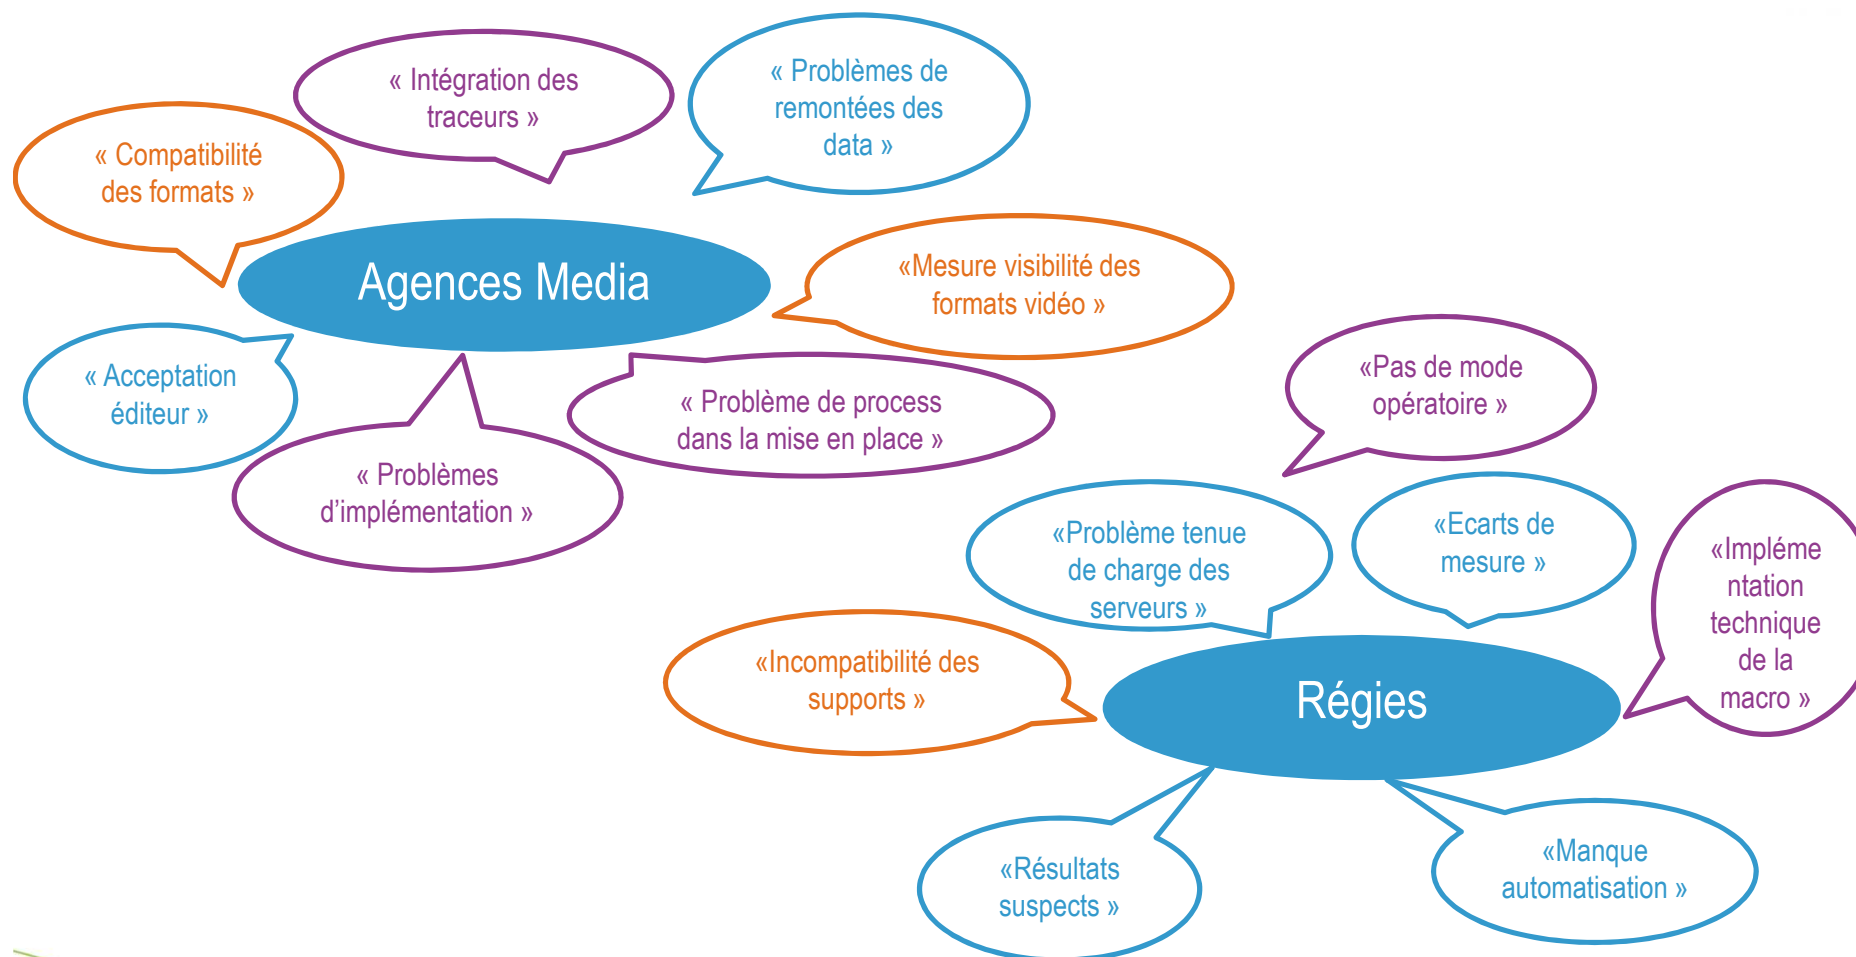 « Intégration des
traceurs »
« Problèmes de
remontées des
data »
« Compatibilité
des formats »
Agences Media
«Mesure visibilité des
formats vidéo »
« Acceptation
éditeur »
« Problème de process
dans la mise en place »
« Problèmes
d’implémentation »
«Pas de mode
opératoire »
«Problème tenue
de charge des
serveurs »
«Ecarts de
mesure »
«Impléme
ntation
technique
de la
macro »
«Incompatibilité des
supports »
Régies
«Résultats
suspects »
«Manque
automatisation »